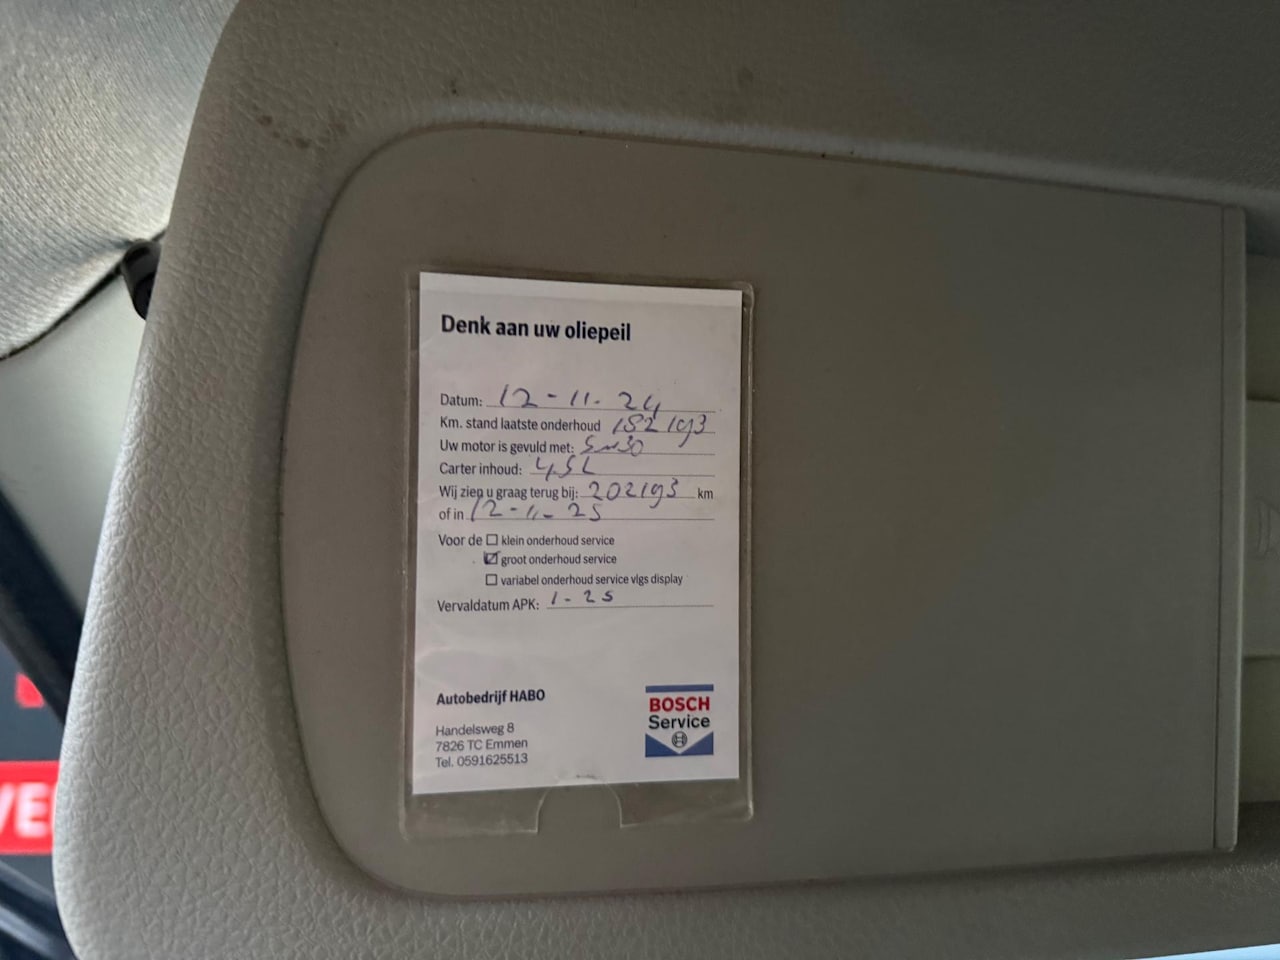 Denk aan uw oliepeil
Datum: 12-11-24
Km. stand laatste onderhoud 182193
Uw motor is gevuld met: 5w30
Carter inhoud: 4,5L
Wij zien u graag terug bij: 202193 km
of in 12-11-25
Voor de ☐ klein onderhoud service
☑ groot onderhoud service
☐ variabel onderhoud service vlgs display
Vervaldatum APK: 1-25
Autobedrijf HABO
Handelsweg 8
7826 TC Emmen
Tel. 0591625513
BOSCH
Service